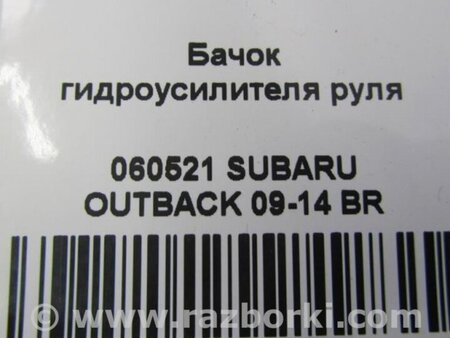 Бачок
гидроусилителя руля
060521 SUBARU
OUTBACK 09-14 BR
www.razborki.com